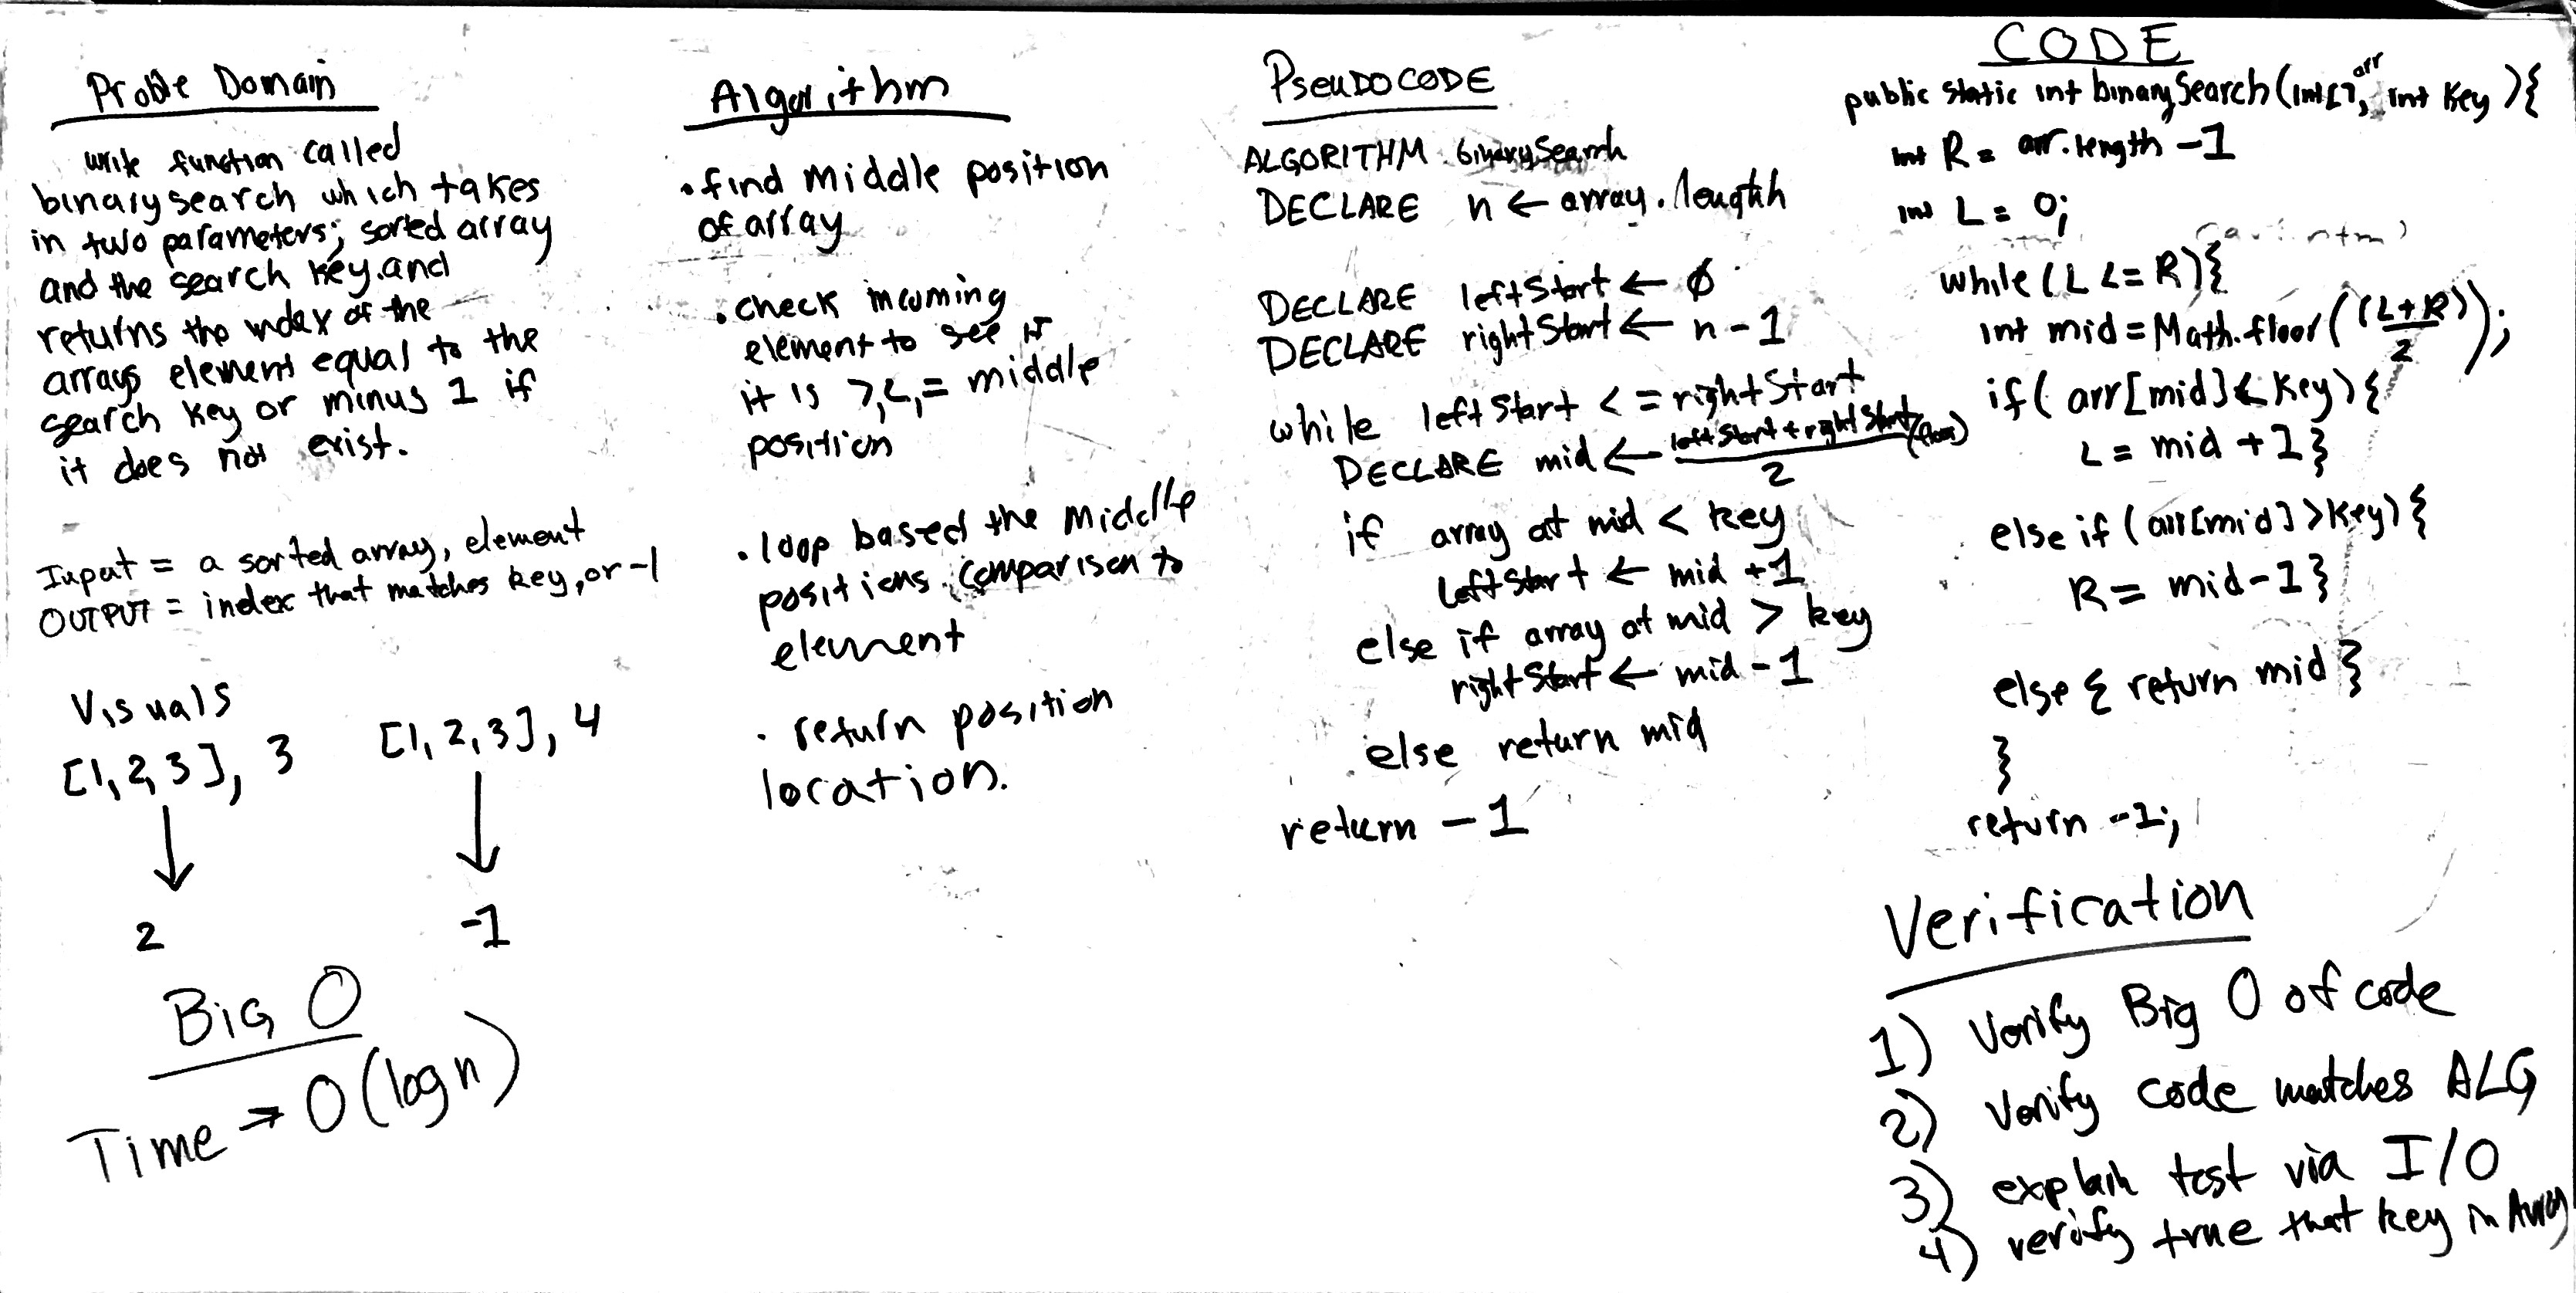 Proble Domain
write function called
binarysearch which takes
in two parameters; sorted array
and the search key.and
returns the index of the
arrays element equal to the
search key or minus 1 if
it does not exist.
Input = a sorted array, element
OUTPUT = index that matches key, or -1
Visuals
[1,2,3], 3
[1,2,3], 4
2
-1
Big O
Time → O(logn)
Algorithm
• find middle position
of array
• check incoming
element to see if
it is >,<,= middle
position
• loop based the middle
positions comparison to
element
• return position
location.
PSEUDOCODE
ALGORITHM binarySearch
DECLARE n ← array.length
DECLARE leftStart ← 0
DECLARE rightStart ← n - 1
while leftStart <= rightStart
DECLARE mid ← leftStart + rightStart/2 (floor)
if array at mid < key
leftStart ← mid +1
else if array at mid > key
rightStart ← mid - 1
else return mid
return -1
CODE
public static int binarySearch(int[] arr, int key){
int R = arr.length -1
int L = 0;
while(L <= R){
int mid = Math.floor((L+R)/2);
if( arr[mid] < key){
L = mid +1}
else if (arr[mid] > key){
R = mid-1}
else { return mid }
}
return -1;
Verification
1) Verify Big O of code
2) Verify code matches ALG
3) explain test via I/O
4) verify true that key in Array